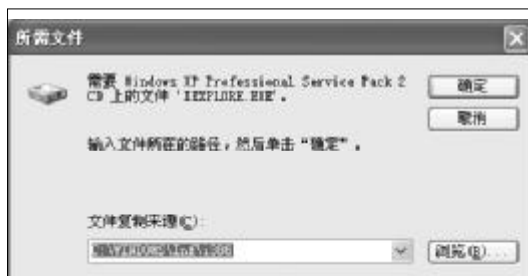 所需文件
需要 Windows XP Professional Service Pack 2
CD 上的文件 'IEXPLORE.EXE'。
确定
取消
输入文件所在的路径，然后单击“确定”。
文件复制来源(C):
浏览(B)...